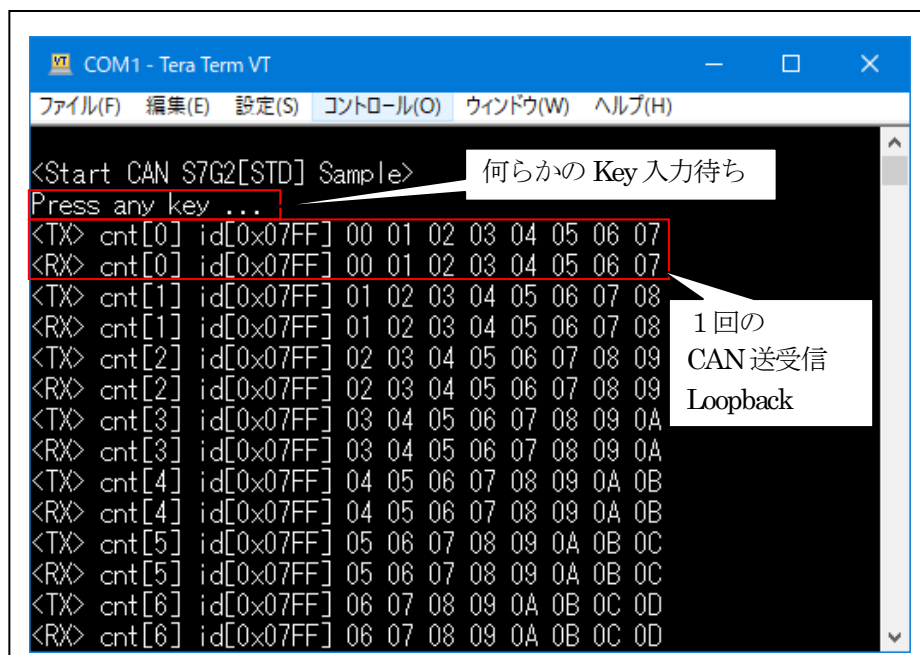 COM1 - Tera Term VT
ファイル(F) 編集(E) 設定(S) コントロール(O) ウィンドウ(W) ヘルプ(H)
<Start CAN S7G2[STD] Sample>
何らかの Key 入力待ち
Press any key ...
<TX> cnt[0] id[0x07FF] 00 01 02 03 04 05 06 07
<RX> cnt[0] id[0x07FF] 00 01 02 03 04 05 06 07
<TX> cnt[1] id[0x07FF] 01 02 03 04 05 06 07 08
<RX> cnt[1] id[0x07FF] 01 02 03 04 05 06 07 08
<TX> cnt[2] id[0x07FF] 02 03 04 05 06 07 08 09
<RX> cnt[2] id[0x07FF] 02 03 04 05 06 07 08 09
<TX> cnt[3] id[0x07FF] 03 04 05 06 07 08 09 0A
<RX> cnt[3] id[0x07FF] 03 04 05 06 07 08 09 0A
<TX> cnt[4] id[0x07FF] 04 05 06 07 08 09 0A 0B
<RX> cnt[4] id[0x07FF] 04 05 06 07 08 09 0A 0B
<TX> cnt[5] id[0x07FF] 05 06 07 08 09 0A 0B 0C
<RX> cnt[5] id[0x07FF] 05 06 07 08 09 0A 0B 0C
<TX> cnt[6] id[0x07FF] 06 07 08 09 0A 0B 0C 0D
<RX> cnt[6] id[0x07FF] 06 07 08 09 0A 0B 0C 0D
１回の
CAN 送受信
Loopback